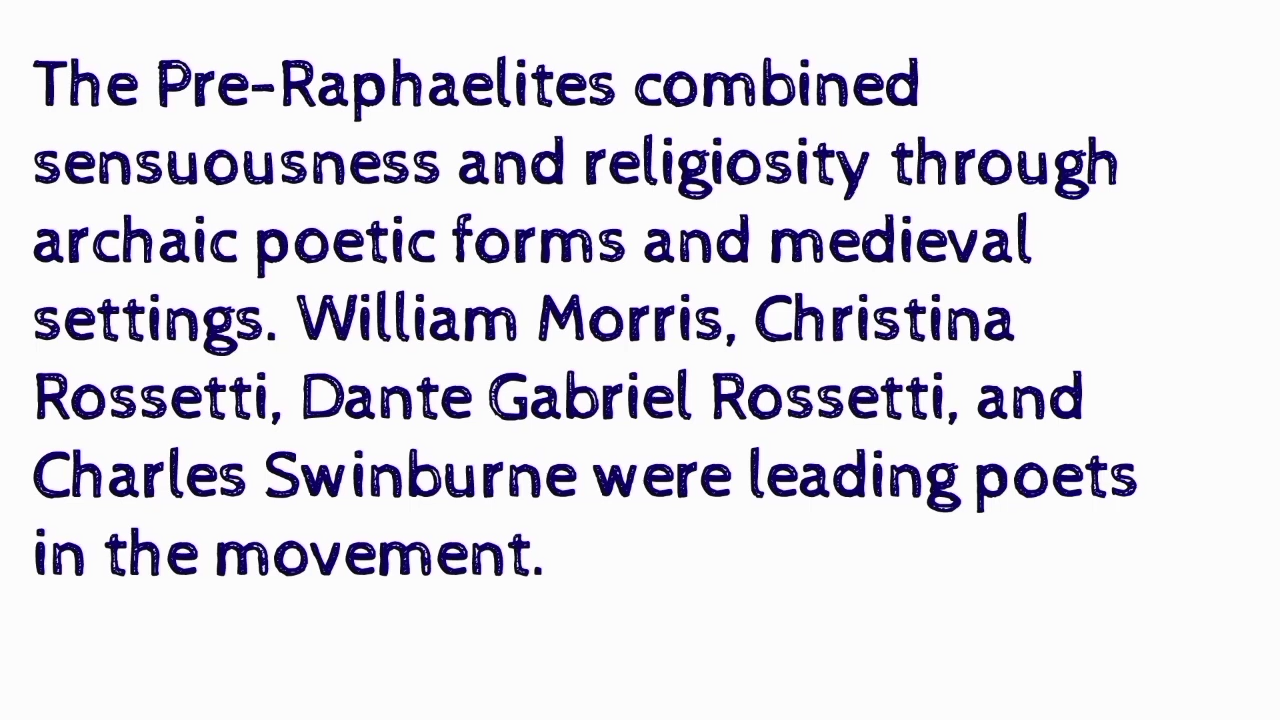 The Pre-Raphaelites combined
sensuousness and religiosity through
archaic poetic forms and medieval
settings. William Morris, Christina
Rossetti, Dante Gabriel Rossetti, and
Charles Swinburne were leading poets
in the movement.